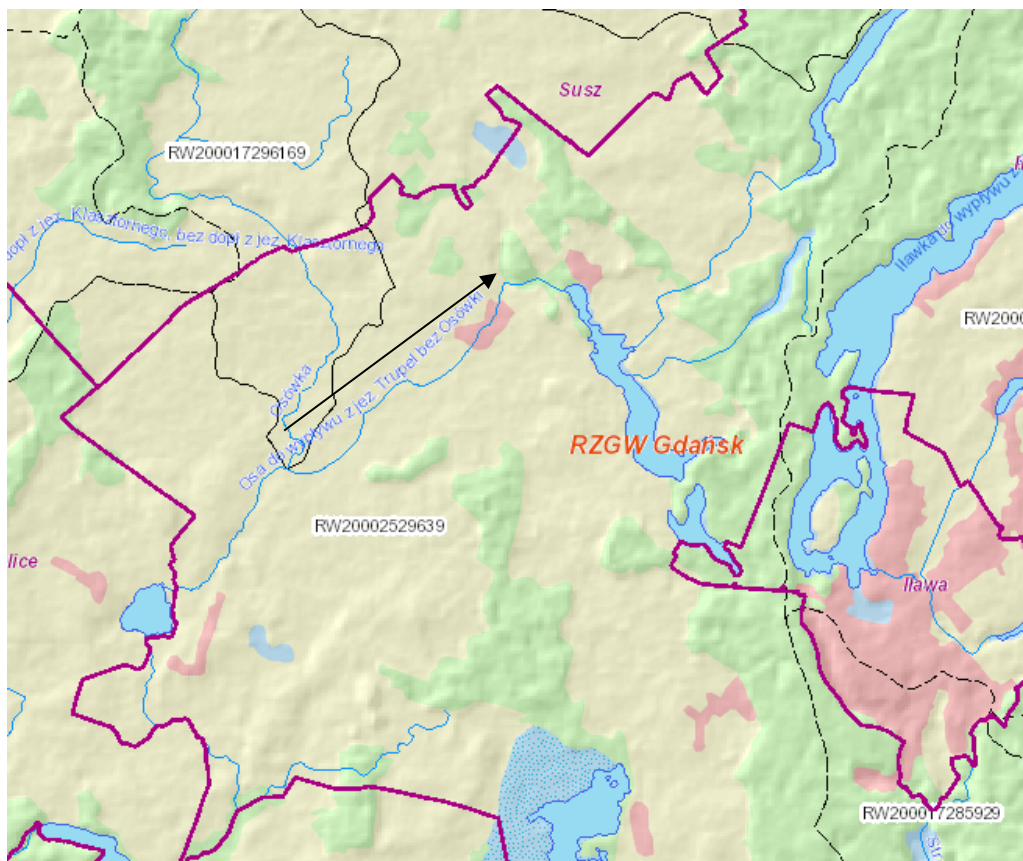 Susz
RW200017296169
dopł z jez. Klasztornego, bez dopł z jez. Klasztornego
Iławka do wypływu z
RW2000
Osówka
Osa do wypływu z jez. Trupel bez Osówki
RZGW Gdańsk
RW20002529639
lice
Iława
RW200017285929
Str